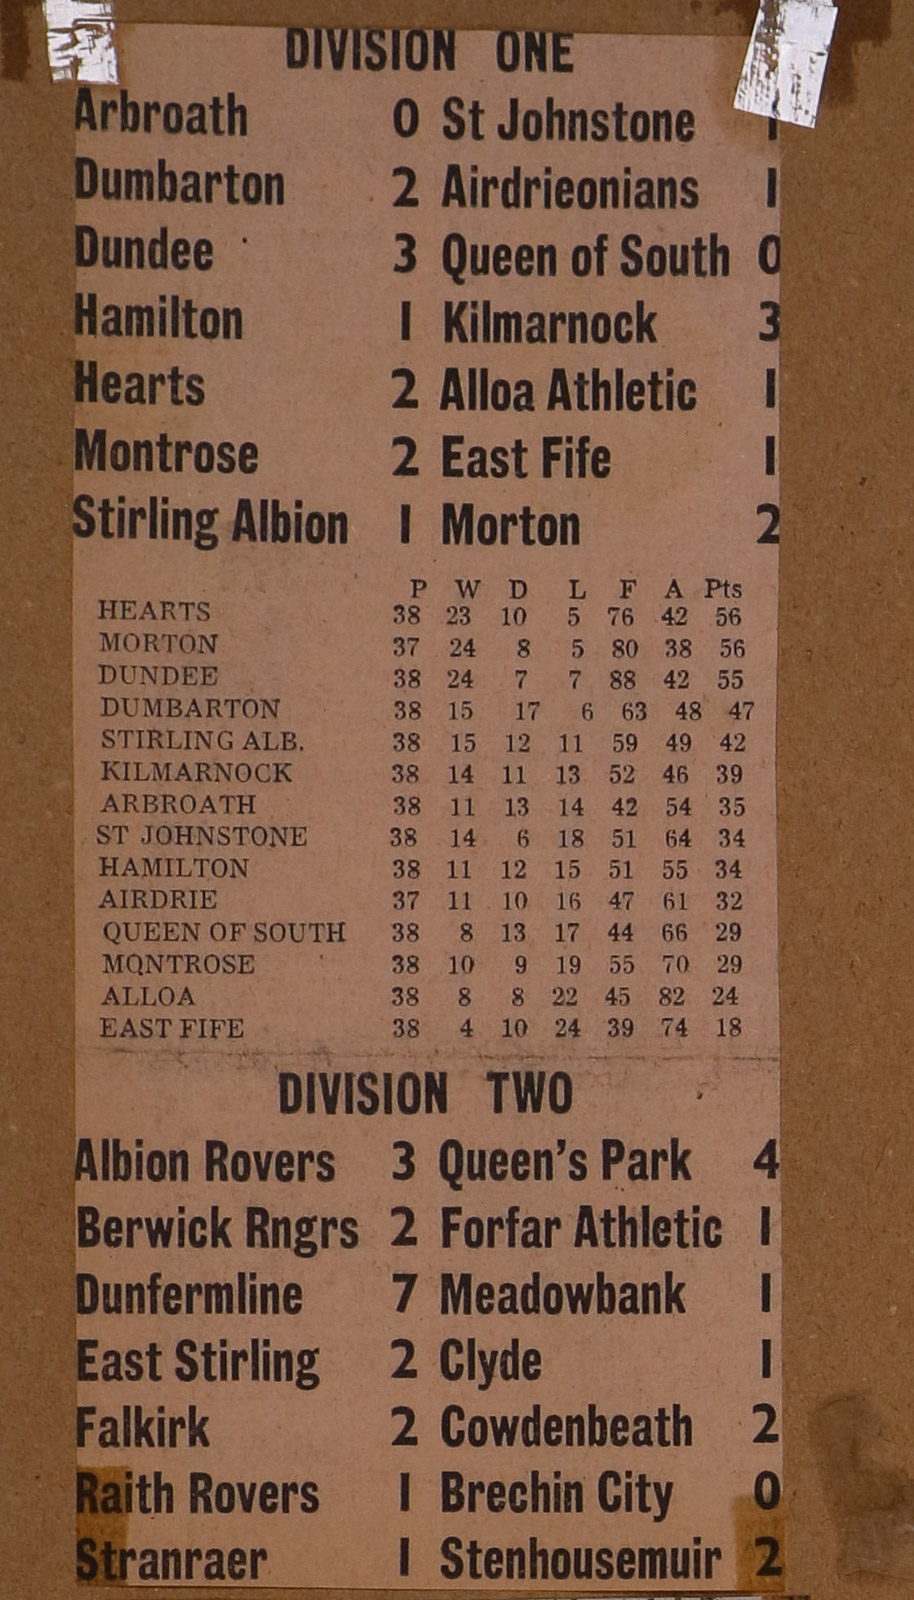 DIVISION ONE
Arbroath 0 St Johnstone 1
Dumbarton 2 Airdrieonians 1
Dundee 3 Queen of South 0
Hamilton 1 Kilmarnock 3
Hearts 2 Alloa Athletic 1
Montrose 2 East Fife 1
Stirling Albion 1 Morton 2
P W D L F A Pts
HEARTS 38 23 10 5 76 42 56
MORTON 37 24 8 5 80 38 56
DUNDEE 38 24 7 7 88 42 55
DUMBARTON 38 15 17 6 63 48 47
STIRLING ALB. 38 15 12 11 59 49 42
KILMARNOCK 38 14 11 13 52 46 39
ARBROATH 38 11 13 14 42 54 35
ST JOHNSTONE 38 14 6 18 51 64 34
HAMILTON 38 11 12 15 51 55 34
AIRDRIE 37 11 10 16 47 61 32
QUEEN OF SOUTH 38 8 13 17 44 66 29
MONTROSE 38 10 9 19 55 70 29
ALLOA 38 8 8 22 45 82 24
EAST FIFE 38 4 10 24 39 74 18
DIVISION TWO
Albion Rovers 3 Queen's Park 4
Berwick Rngrs 2 Forfar Athletic 1
Dunfermline 7 Meadowbank 1
East Stirling 2 Clyde 1
Falkirk 2 Cowdenbeath 2
Raith Rovers 1 Brechin City 0
Stranraer 1 Stenhousemuir 2